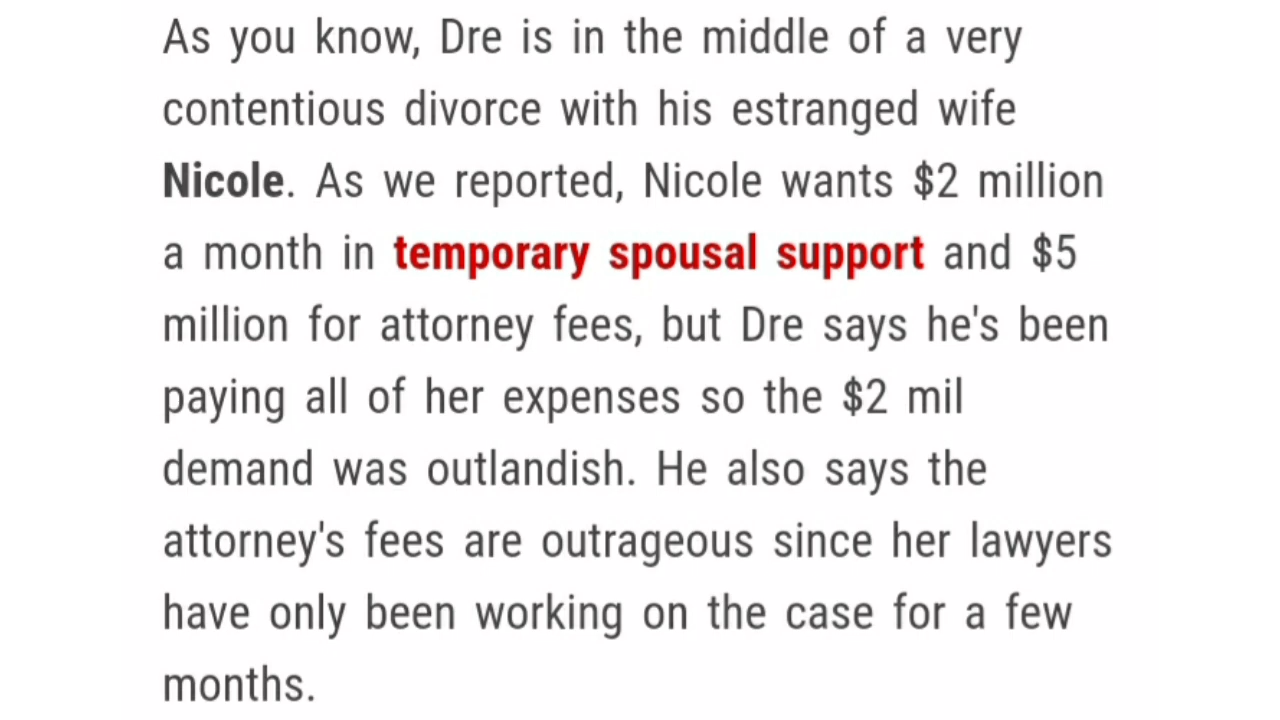 As you know, Dre is in the middle of a very
contentious divorce with his estranged wife
Nicole. As we reported, Nicole wants $2 million
a month in temporary spousal support and $5
million for attorney fees, but Dre says he's been
paying all of her expenses so the $2 mil
demand was outlandish. He also says the
attorney's fees are outrageous since her lawyers
have only been working on the case for a few
months.